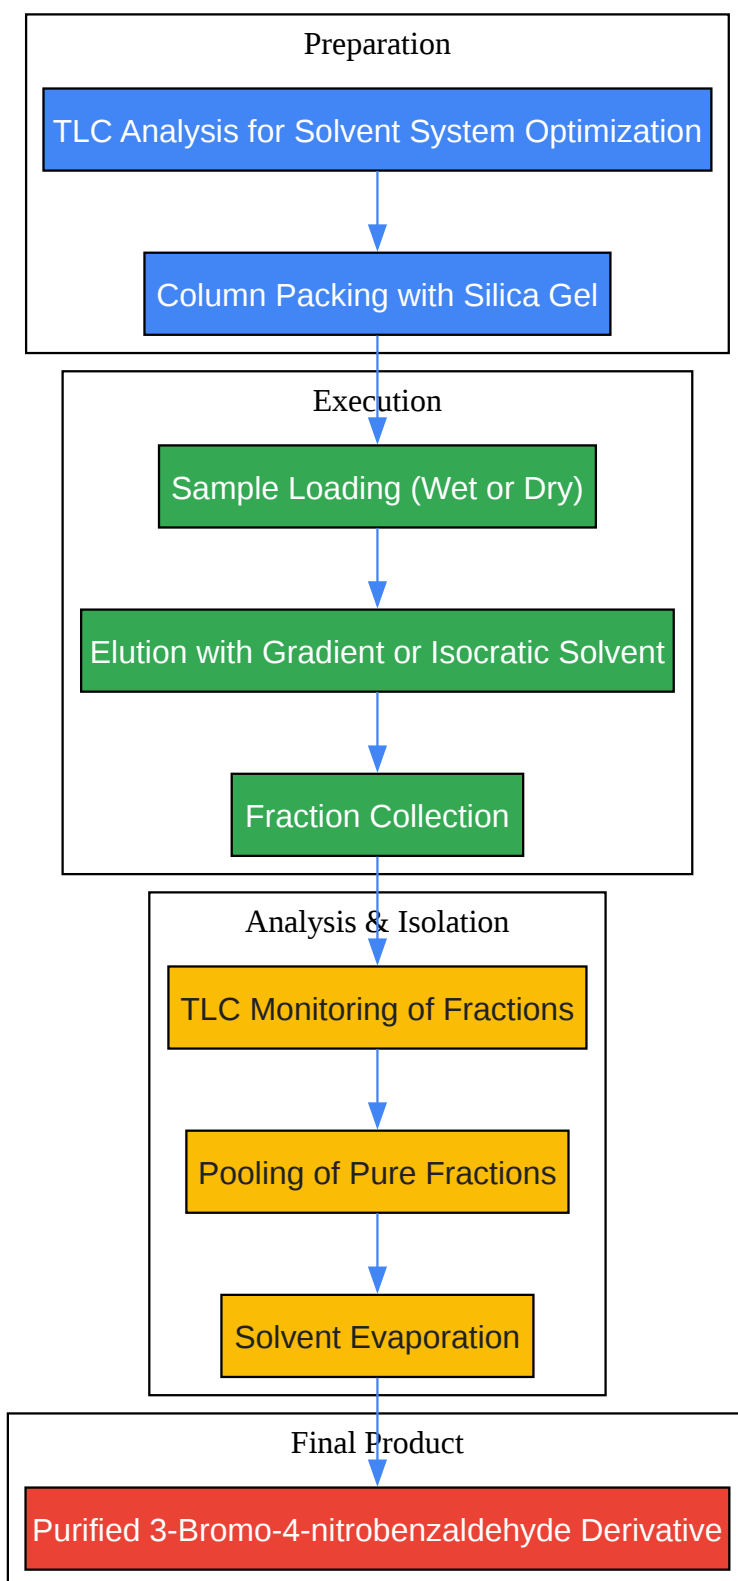 Preparation
TLC Analysis for Solvent System Optimization
Column Packing with Silica Gel
Execution
Sample Loading (Wet or Dry)
Elution with Gradient or Isocratic Solvent
Fraction Collection
Analysis & Isolation
TLC Monitoring of Fractions
Pooling of Pure Fractions
Solvent Evaporation
Final Product
Purified 3-Bromo-4-nitrobenzaldehyde Derivative